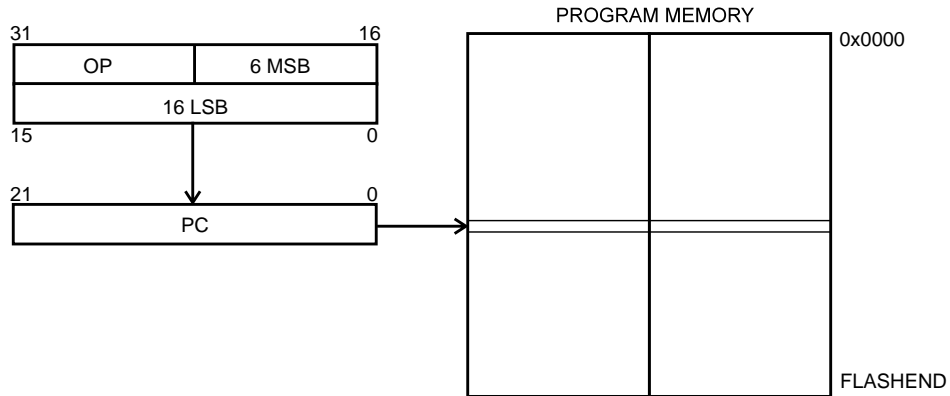 PROGRAM MEMORY
31 16
OP 6 MSB
16 LSB
15 0
21 0
PC
0x0000
FLASHEND